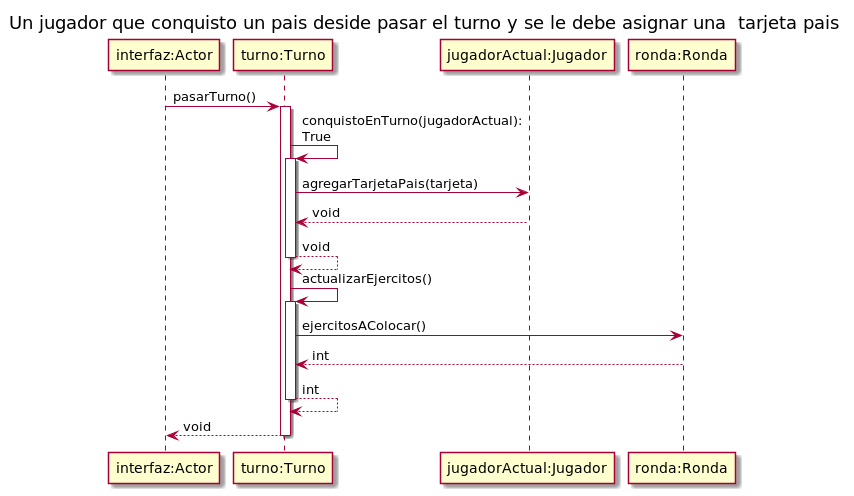 Un jugador que conquisto un pais deside pasar el turno y se le debe asignar una  tarjeta pais
interfaz:Actor
turno:Turno
jugadorActual:Jugador
ronda:Ronda
pasarTurno()
conquistoEnTurno(jugadorActual):
True
agregarTarjetaPais(tarjeta)
void
void
actualizarEjercitos()
ejercitosAColocar()
int
int
void
interfaz:Actor
turno:Turno
jugadorActual:Jugador
ronda:Ronda